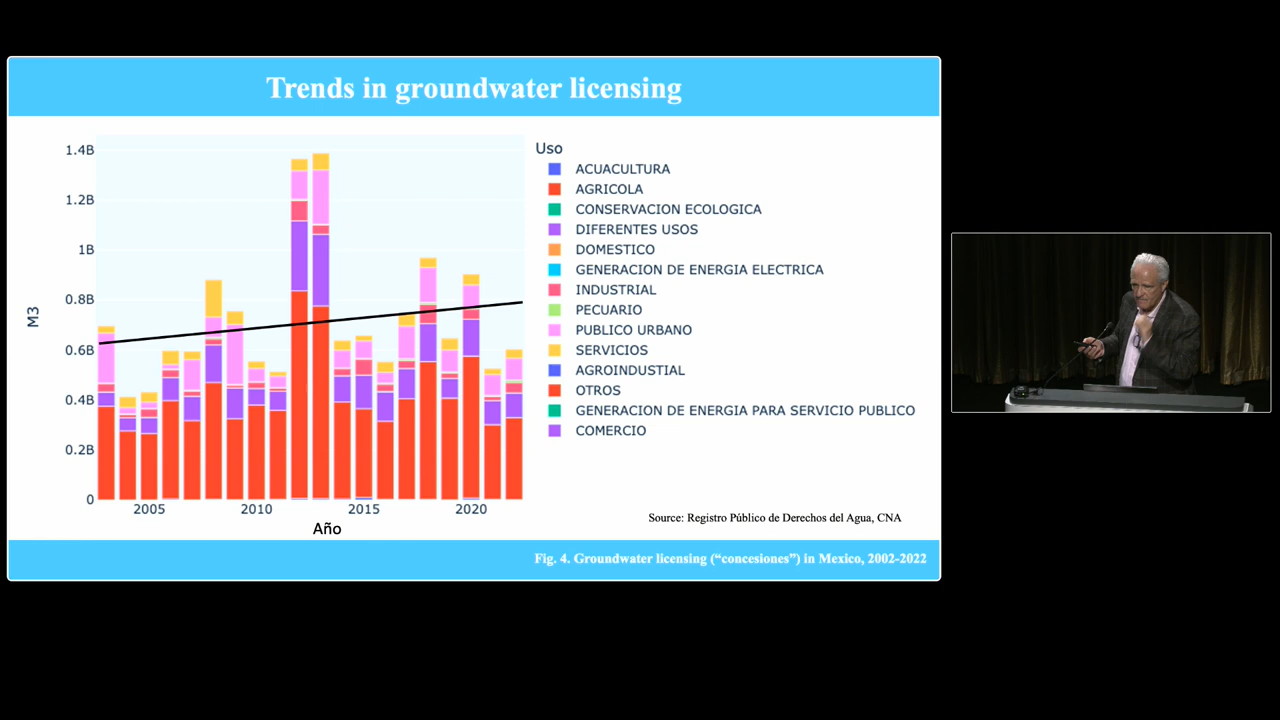 Trends in groundwater licensing
1.4B
1.2B
1B
0.8B
0.6B
0.4B
0.2B
0
M3
2005
2010
2015
2020
Año
Uso
ACUACULTURA
AGRICOLA
CONSERVACION ECOLOGICA
DIFERENTES USOS
DOMESTICO
GENERACION DE ENERGIA ELECTRICA
INDUSTRIAL
PECUARIO
PUBLICO URBANO
SERVICIOS
AGROINDUSTRIAL
OTROS
GENERACION DE ENERGIA PARA SERVICIO PUBLICO
COMERCIO
Source: Registro Público de Derechos del Agua, CNA
Fig. 4. Groundwater licensing (“concesiones”) in Mexico, 2002-2022